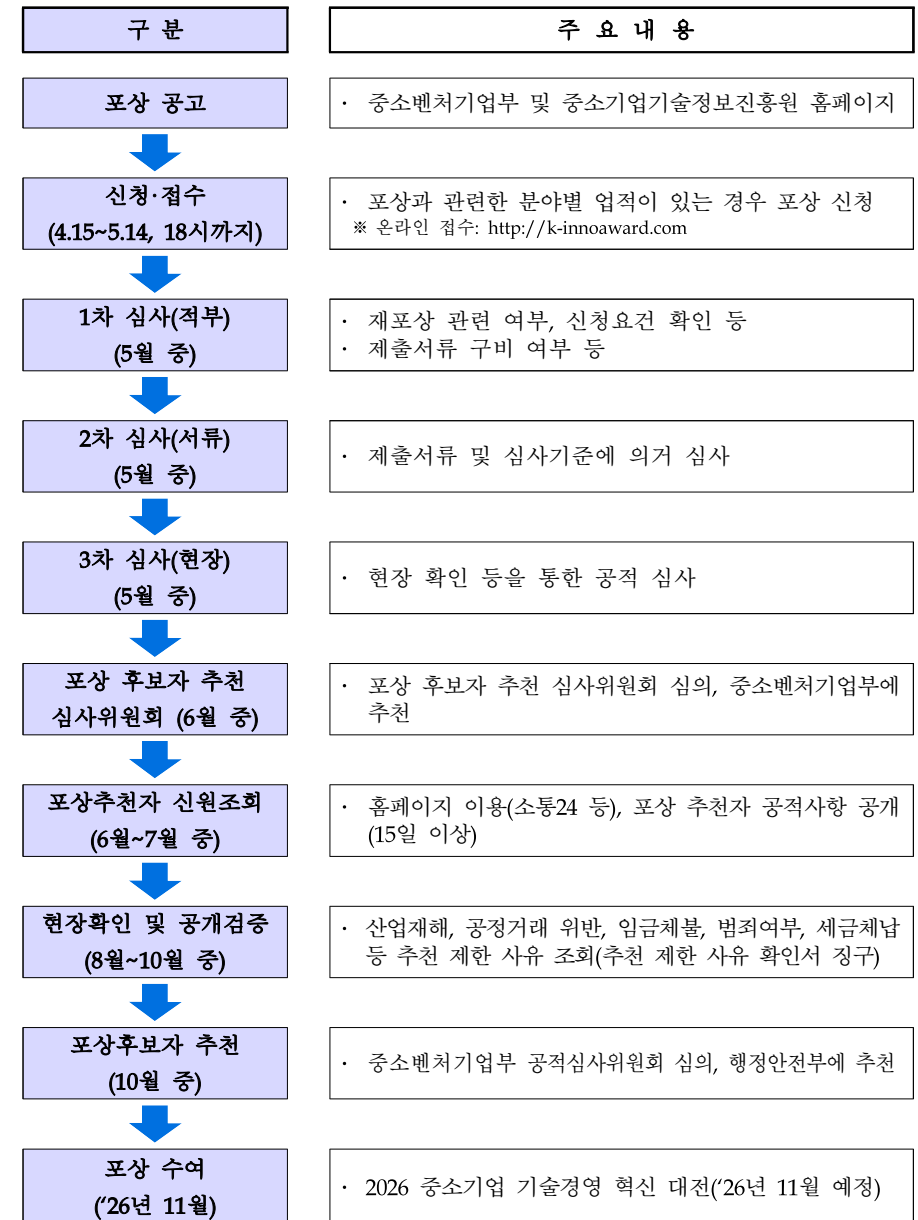 구 분
주 요 내 용
포상 공고
· 중소벤처기업부 및 중소기업기술정보진흥원 홈페이지
신청·접수
(4.15~5.14, 18시까지)
· 포상과 관련한 분야별 업적이 있는 경우 포상 신청
※ 온라인 접수: http://k-innoaward.com
1차 심사(적부)
(5월 중)
· 재포상 관련 여부, 신청요건 확인 등
· 제출서류 구비 여부 등
2차 심사(서류)
(5월 중)
· 제출서류 및 심사기준에 의거 심사
3차 심사(현장)
(5월 중)
· 현장 확인 등을 통한 공적 심사
포상 후보자 추천
심사위원회 (6월 중)
· 포상 후보자 추천 심사위원회 심의, 중소벤처기업부에
추천
포상추천자 신원조회
(6월~7월 중)
· 홈페이지 이용(소통24 등), 포상 추천자 공적사항 공개
(15일 이상)
현장확인 및 공개검증
(8월~10월 중)
· 산업재해, 공정거래 위반, 임금체불, 범죄여부, 세금체납
등 추천 제한 사유 조회(추천 제한 사유 확인서 징구)
포상후보자 추천
(10월 중)
· 중소벤처기업부 공적심사위원회 심의, 행정안전부에 추천
포상 수여
(‘26년 11월)
· 2026 중소기업 기술경영 혁신 대전(‘26년 11월 예정)